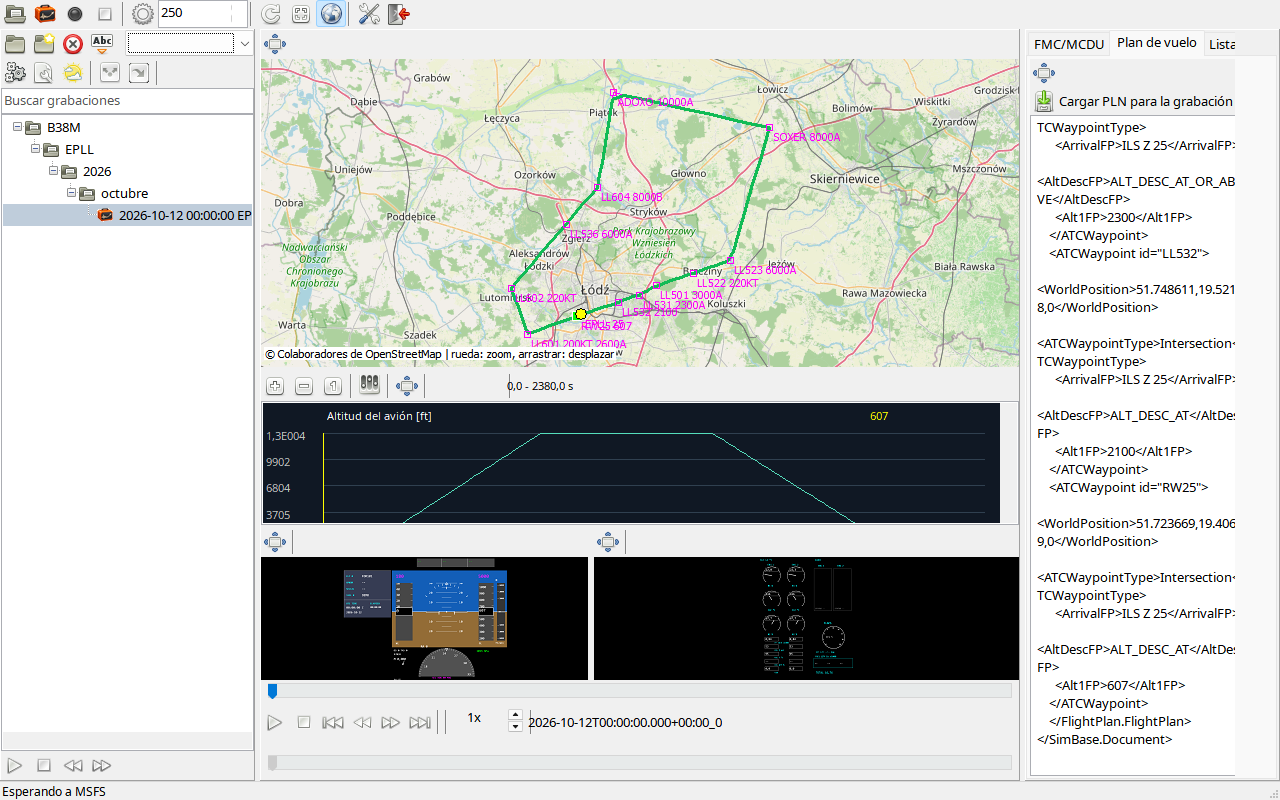 250
Abc
Buscar grabaciones
B38M
EPLL
2026
octubre
2026-10-12 00:00:00 EP
Grabów
Dąbie
Łęczyca
Piątek
Łowicz
Bolimów
Wiskitki
Grodzisk
Żyrardów
ADOXO 10000A
SOXER 8000A
Uniejów
Ozorków
Głowno
Skierniewice
Mszczonów
LL604 8000B
Dobra
Poddębice
Stryków
Zgierz
LL536 6000A
Park Krajobrazowy
Wzniesień
Łódzkich
Nadwarciański
Obszar
Chronionego
Krajobrazu
Aleksandrów
Łódzki
Brzeziny
Jeżów
LL523 6000A
LL522 220KT
Biała Rawska
Łódź
LL501 3000A
Rawa Mazowiecka
Lutomiersk
LL602 220KT
LL531 2300A
LL532 2100
Koluszki
Warta
Szadek
RW25 607
LL601 200KT 2600A
© Colaboradores de OpenStreetMap | rueda: zoom, arrastrar: desplazar
0,0 - 2380,0 s
Altitud del avión [ft]
607
1,3E004
9902
6804
3705
1x
2026-10-12T00:00:00.000+00:00_0
FMC/MCDU
Plan de vuelo
Lista
Cargar PLN para la grabación
TCWaypointType>
<ArrivalFP>ILS Z 25</ArrivalFP>
<AltDescFP>ALT_DESC_AT_OR_AB
VE</AltDescFP>
<Alt1FP>2300</Alt1FP>
</ATCWaypoint>
<ATCWaypoint id="LL532">
<WorldPosition>51.748611,19.521
8,0</WorldPosition>
<ATCWaypointType>Intersection<
TCWaypointType>
<ArrivalFP>ILS Z 25</ArrivalFP>
<AltDescFP>ALT_DESC_AT</AltDes
FP>
<Alt1FP>2100</Alt1FP>
</ATCWaypoint>
<ATCWaypoint id="RW25">
<WorldPosition>51.723669,19.406
9,0</WorldPosition>
<ATCWaypointType>Intersection<
TCWaypointType>
<ArrivalFP>ILS Z 25</ArrivalFP>
<AltDescFP>ALT_DESC_AT</AltDes
FP>
<Alt1FP>607</Alt1FP>
</ATCWaypoint>
</FlightPlan.FlightPlan>
</SimBase.Document>
Esperando a MSFS